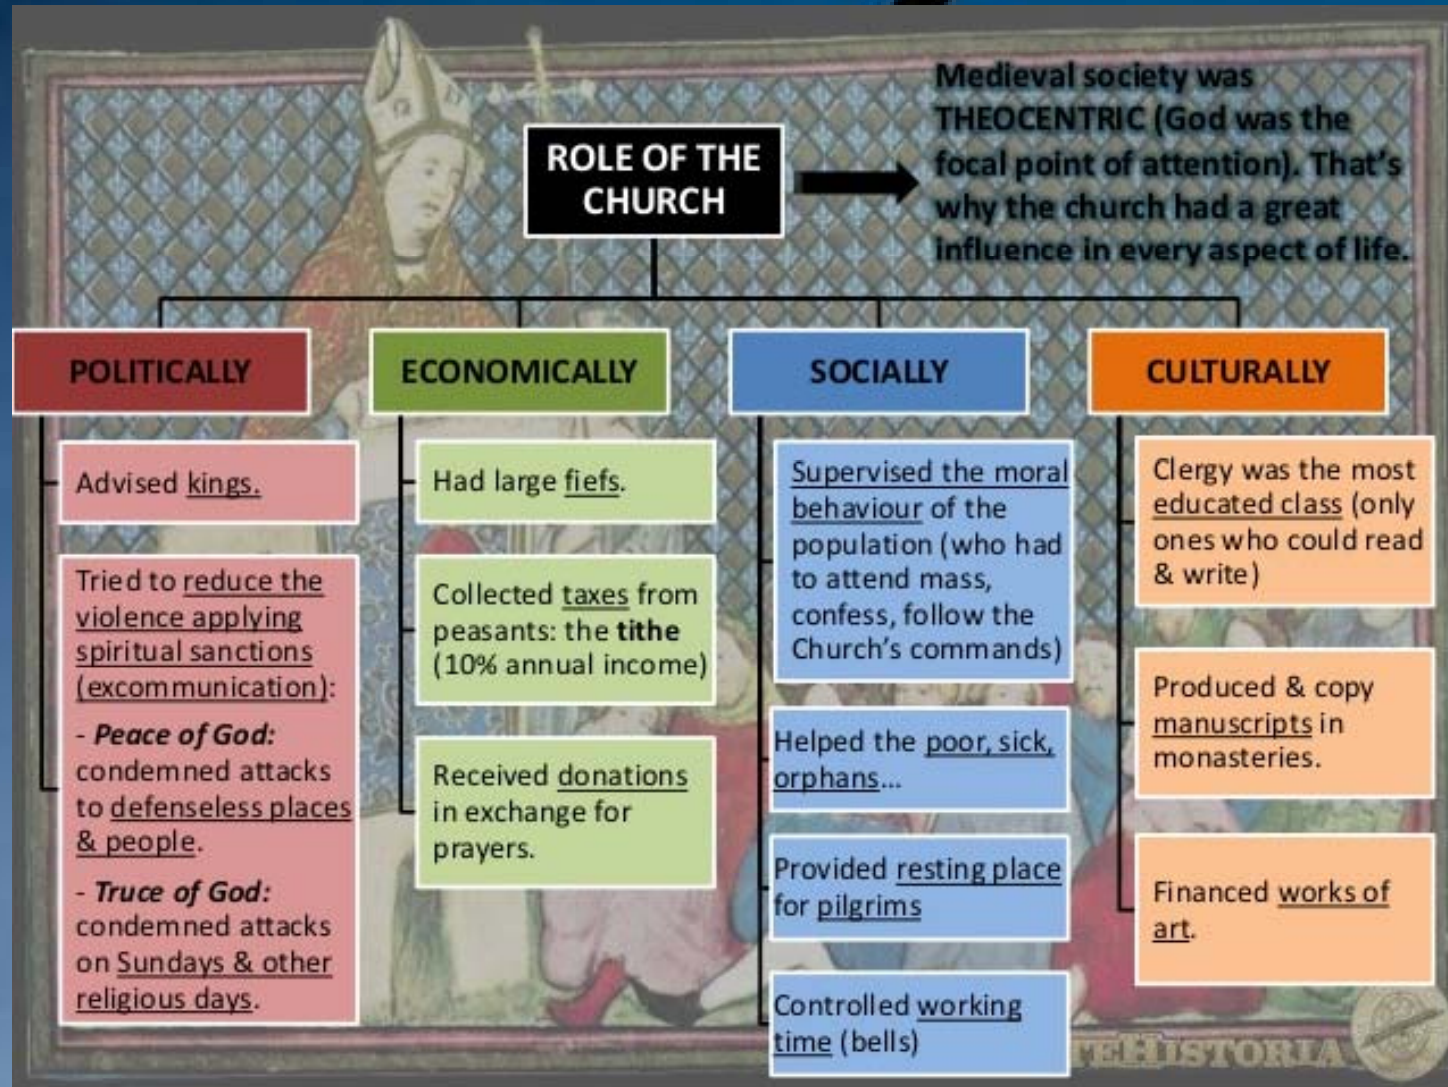 ROLE OF THE
CHURCH
Medieval society was
THEOCENTRIC (God was the
focal point of attention). That's
why the church had a great
influence in every aspect of life.
POLITICALLY
Advised kings.
Tried to reduce the
violence applying
spiritual sanctions
(excommunication):
- Peace of God:
condemned attacks
to defenseless places
& people.
- Truce of God:
condemned attacks
on Sundays & other
religious days.
ECONOMICALLY
Had large fiefs.
Collected taxes from
peasants: the tithe
(10% annual income)
Received donations
in exchange for
prayers.
SOCIALLY
Supervised the moral
behaviour of the
population (who had
to attend mass,
confess, follow the
Church's commands)
Helped the poor, sick,
orphans...
Provided resting place
for pilgrims
Controlled working
time (bells)
CULTURALLY
Clergy was the most
educated class (only
ones who could read
& write)
Produced & copy
manuscripts in
monasteries.
Financed works of
art.
TEHISTORIA